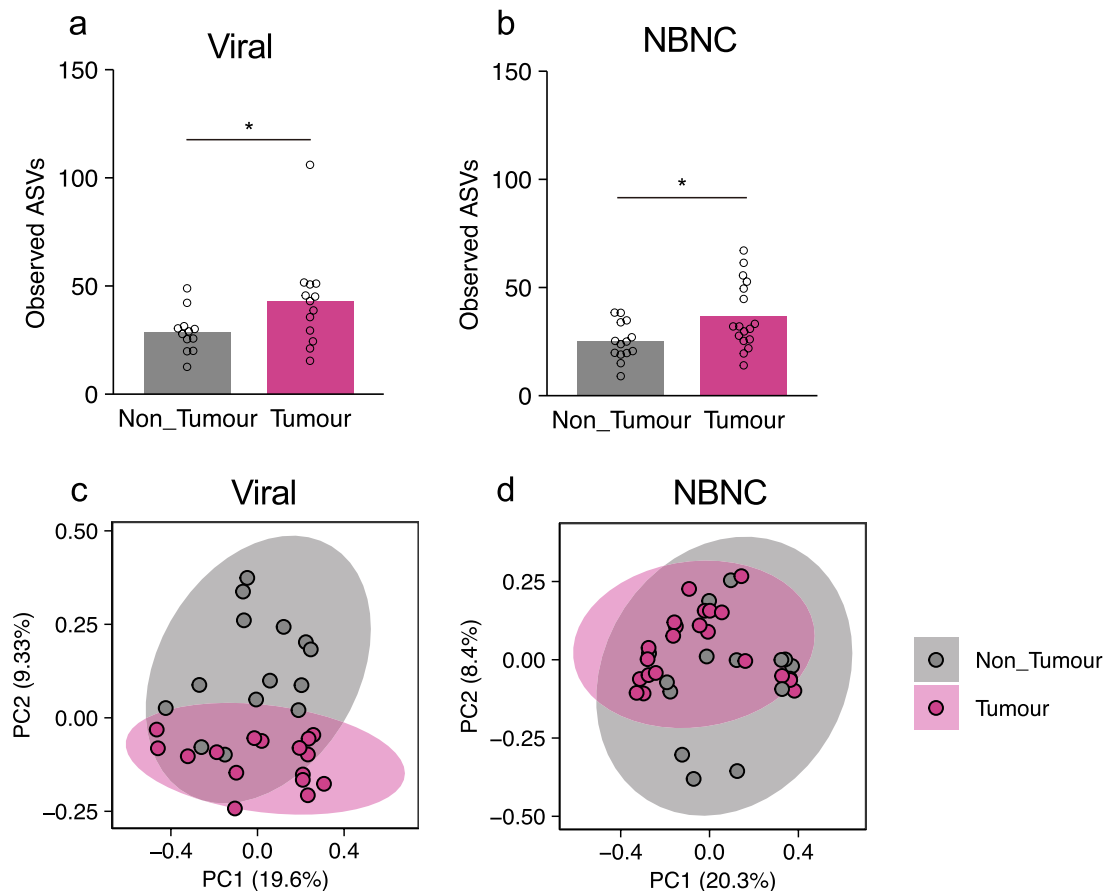 a
Viral
150
100
50
0
Observed ASVs
*
Non_Tumour
Tumour
b
NBNC
150
100
50
0
Observed ASVs
*
Non_Tumour
Tumour
c
Viral
0.50
0.25
0.00
−0.25
PC2 (9.33%)
−0.4
0.0
0.4
PC1 (19.6%)
d
NBNC
0.25
0.00
−0.25
−0.50
PC2 (8.4%)
−0.4
0.0
0.4
PC1 (20.3%)
Non_Tumour
Tumour